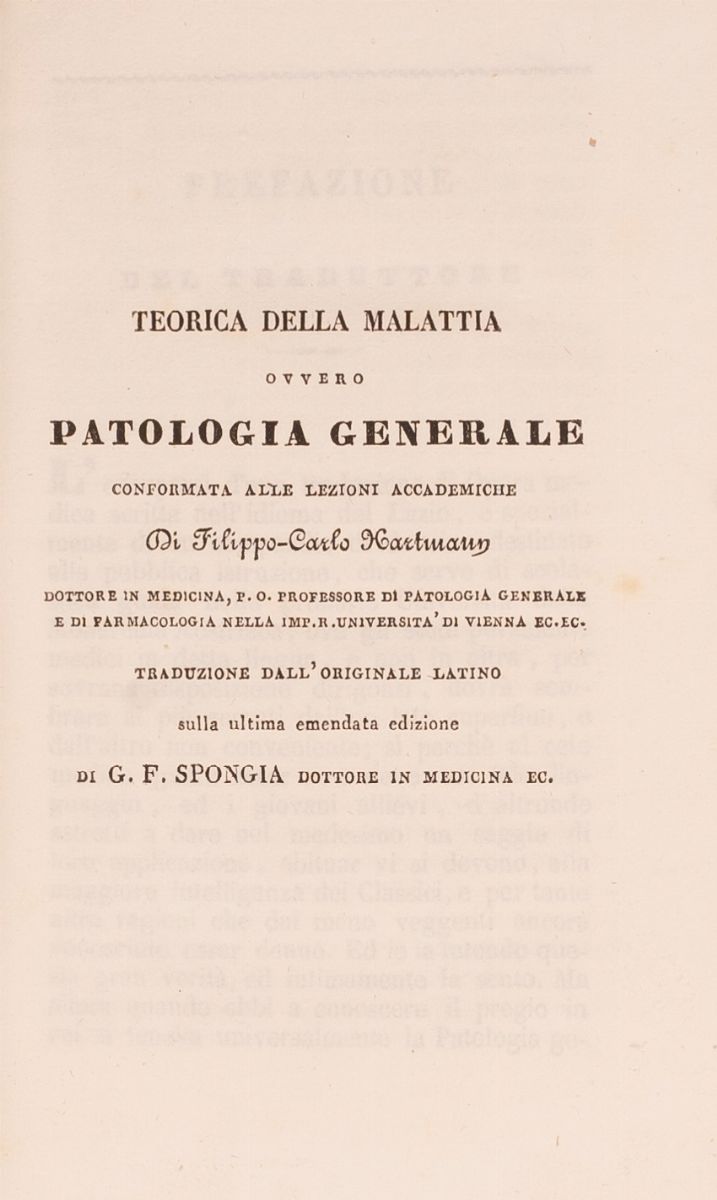 TEORICA DELLA MALATTIA
OVVERO
PATOLOGIA GENERALE
CONFORMATA ALLE LEZIONI ACCADEMICHE
Di Filippo-Carlo Hartmann
DOTTORE IN MEDICINA, P. O. PROFESSORE DI PATOLOGIA GENERALE
E DI FARMACOLOGIA NELLA IMP.R.UNIVERSITA' DI VIENNA EC.EC.
TRADUZIONE DALL'ORIGINALE LATINO
sulla ultima emendata edizione
DI G. F. SPONGIA DOTTORE IN MEDICINA EC.